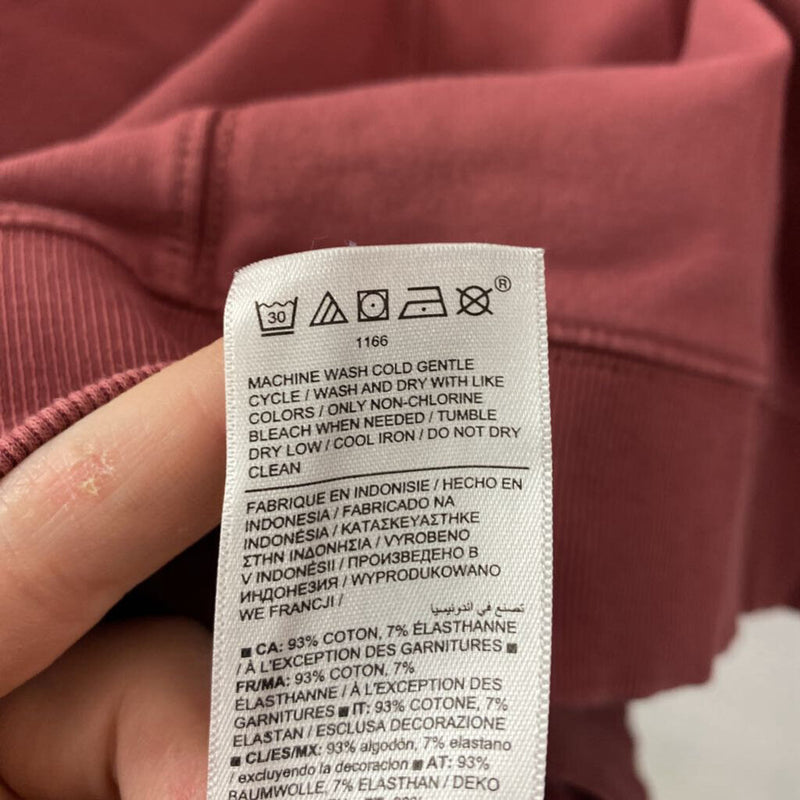 30 ®
1166
MACHINE WASH COLD GENTLE
CYCLE / WASH AND DRY WITH LIKE
COLORS / ONLY NON-CHLORINE
BLEACH WHEN NEEDED / TUMBLE
DRY LOW / COOL IRON / DO NOT DRY
CLEAN
FABRIQUE EN INDONISIE / HECHO EN
INDONESIA / FABRICADO NA
INDONÉSIA / ΚΑΤΑΣΚΕΥΑΣΤΗΚΕ
ΣΤΗΝ ΙΝΔΟΝΗΣΙΑ / VYROBENO
V INDONÉSII / ПРОИЗВЕДЕНО В
ИНДОНЕЗИЯ / WYPRODUKOWANO
WE FRANCJI /
تصنع في اندونيسيا
■ CA: 93% COTTON, 7% ÉLASTHANNE
/ À L'EXCEPTION DES GARNITURES ■
FR/MA: 93% COTON, 7%
ÉLASTHANNE / À L'EXCEPTION DES
GARNITURES ■ IT: 93% COTONE, 7%
ELASTAN / ESCLUSA DECORAZIONE
■ CL/ES/MX: 93% algodón, 7% elastano
/ excluyendo la decoracion ■ AT: 93%
BAUMWOLLE, 7% ELASTHAN / DEKO